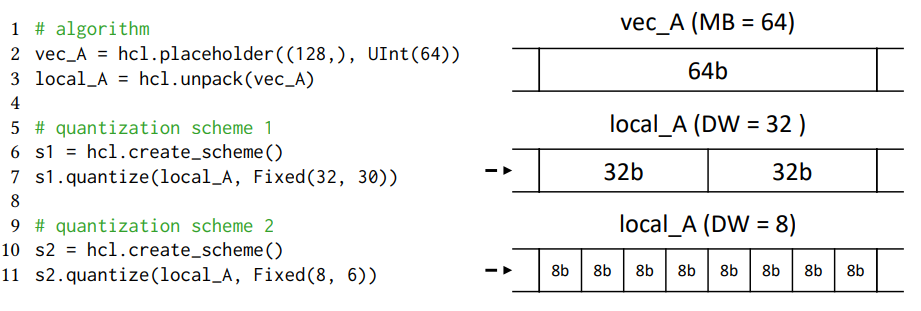 1 # algorithm
2 vec_A = hcl.placeholder((128,), UInt(64))
3 local_A = hcl.unpack(vec_A)
4
5 # quantization scheme 1
6 s1 = hcl.create_scheme()
7 s1.quantize(local_A, Fixed(32, 30))
8
9 # quantization scheme 2
10 s2 = hcl.create_scheme()
11 s2.quantize(local_A, Fixed(8, 6))
vec_A (MB = 64)
64b
local_A (DW = 32 )
32b 32b
local_A (DW = 8)
8b 8b 8b 8b 8b 8b 8b 8b